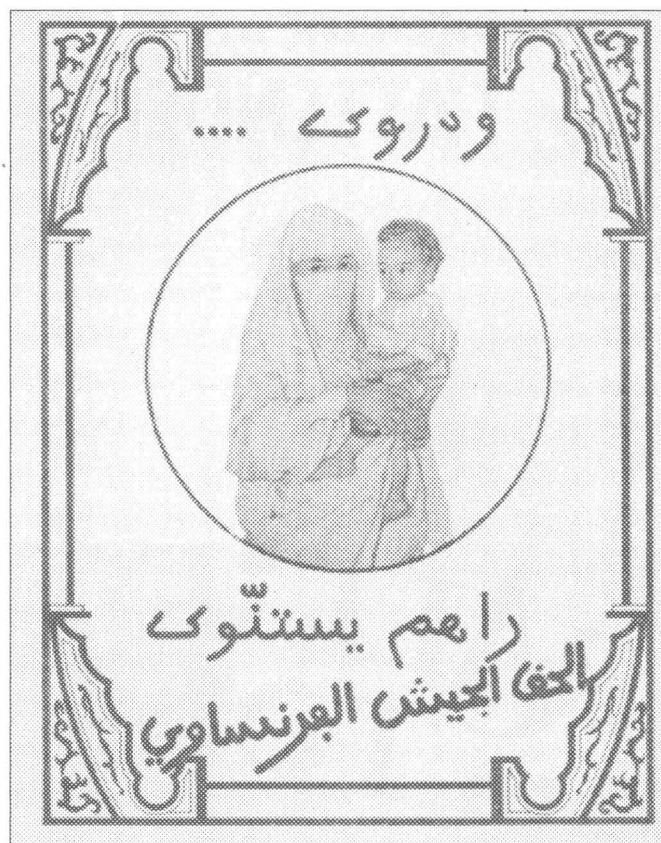 ودروك ....
راهم يستنّوك
الحق الجيش الفرنساوي